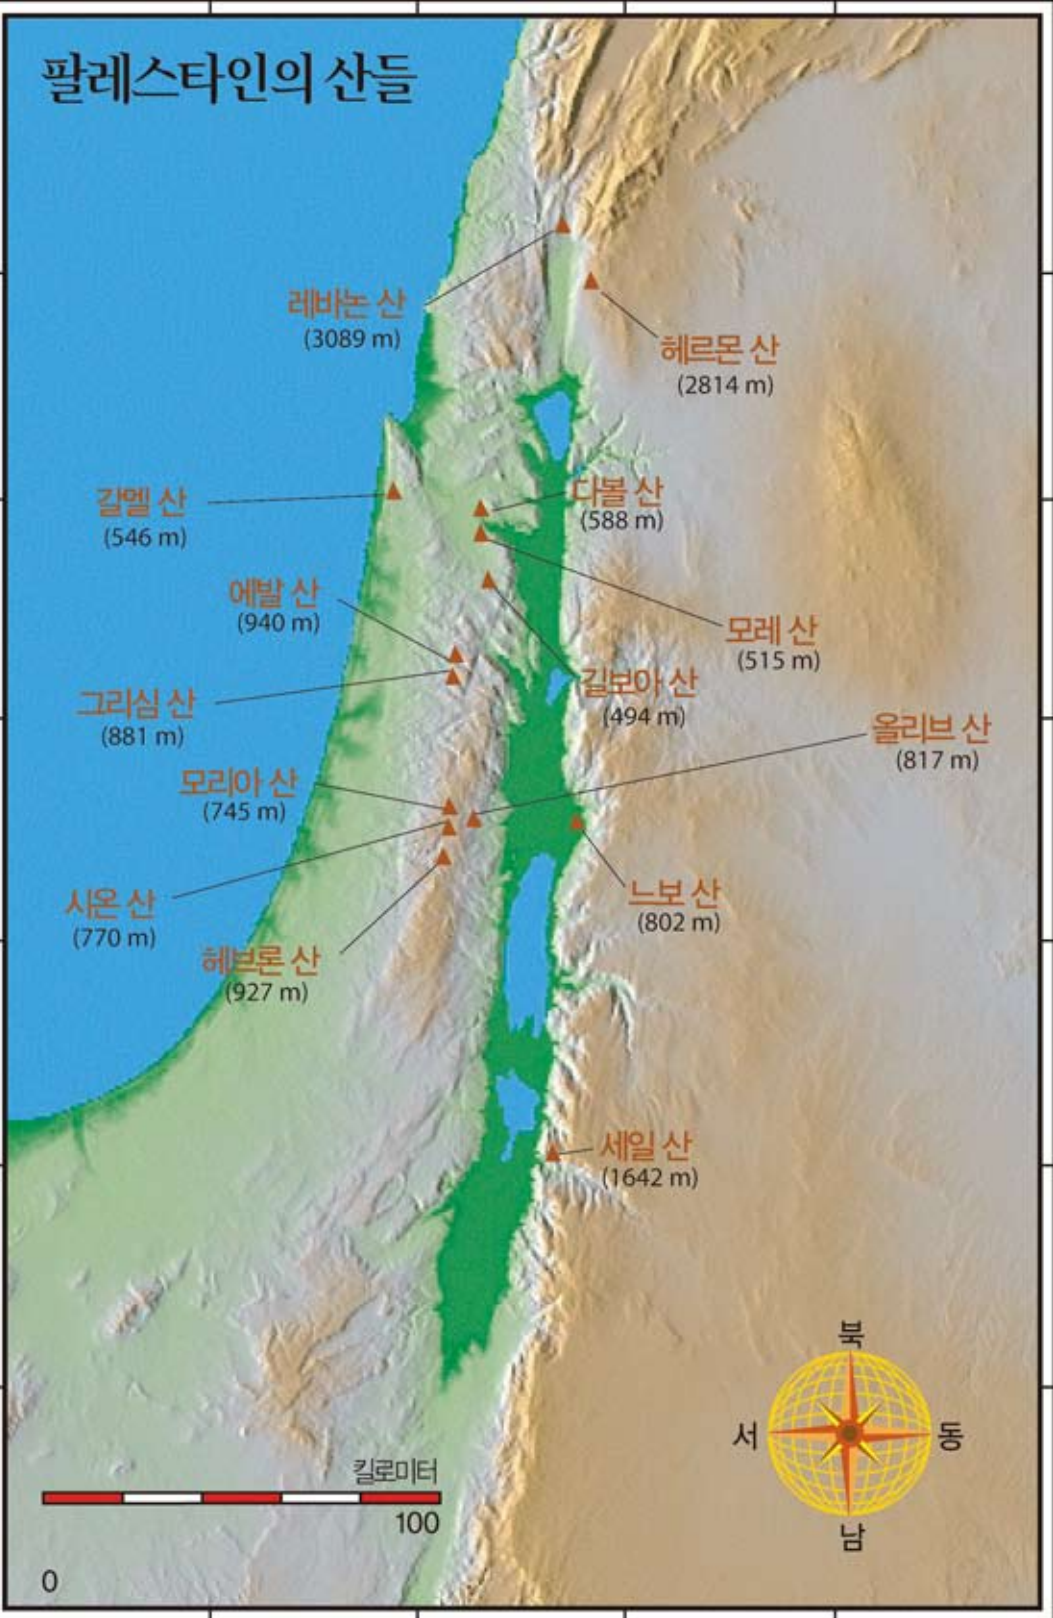 팔레스타인의 산들
레바논 산
(3089 m)
헤르몬 산
(2814 m)
갈멜 산
(546 m)
다볼 산
(588 m)
에발 산
(940 m)
모레 산
(515 m)
그리심 산
(881 m)
길보아 산
(494 m)
올리브 산
(817 m)
모리아 산
(745 m)
시온 산
(770 m)
느보 산
(802 m)
헤브론 산
(927 m)
세일 산
(1642 m)
북
서
동
남
킬로미터
100
0